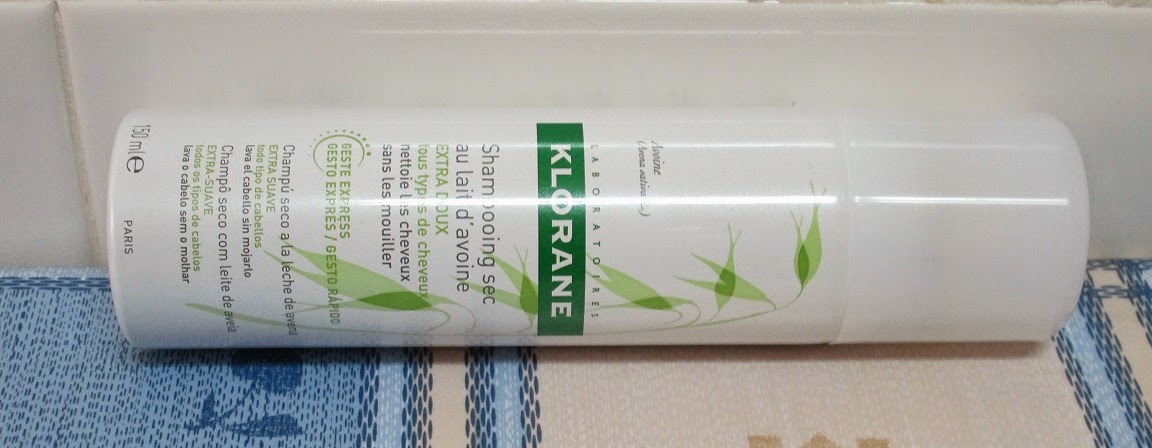 Avoine
LABORATOIRES
KLORANE
Shampooing sec
au lait d'avoine
EXTRA DOUX
tous types de cheveux
nettoie les cheveux
sans les mouiller
GESTE EXPRESS
GESTO EXPRÉS / GESTO RÁPIDO
Champú seco a la leche de avena
EXTRA SUAVE
todo tipo de cabellos
lava el cabello sin mojarlo
Champô seco com leite de aveia
EXTRA-SUAVE
todos os tipos de cabelos
lava o cabelo sem o molhar
150 ml ℮
PARIS